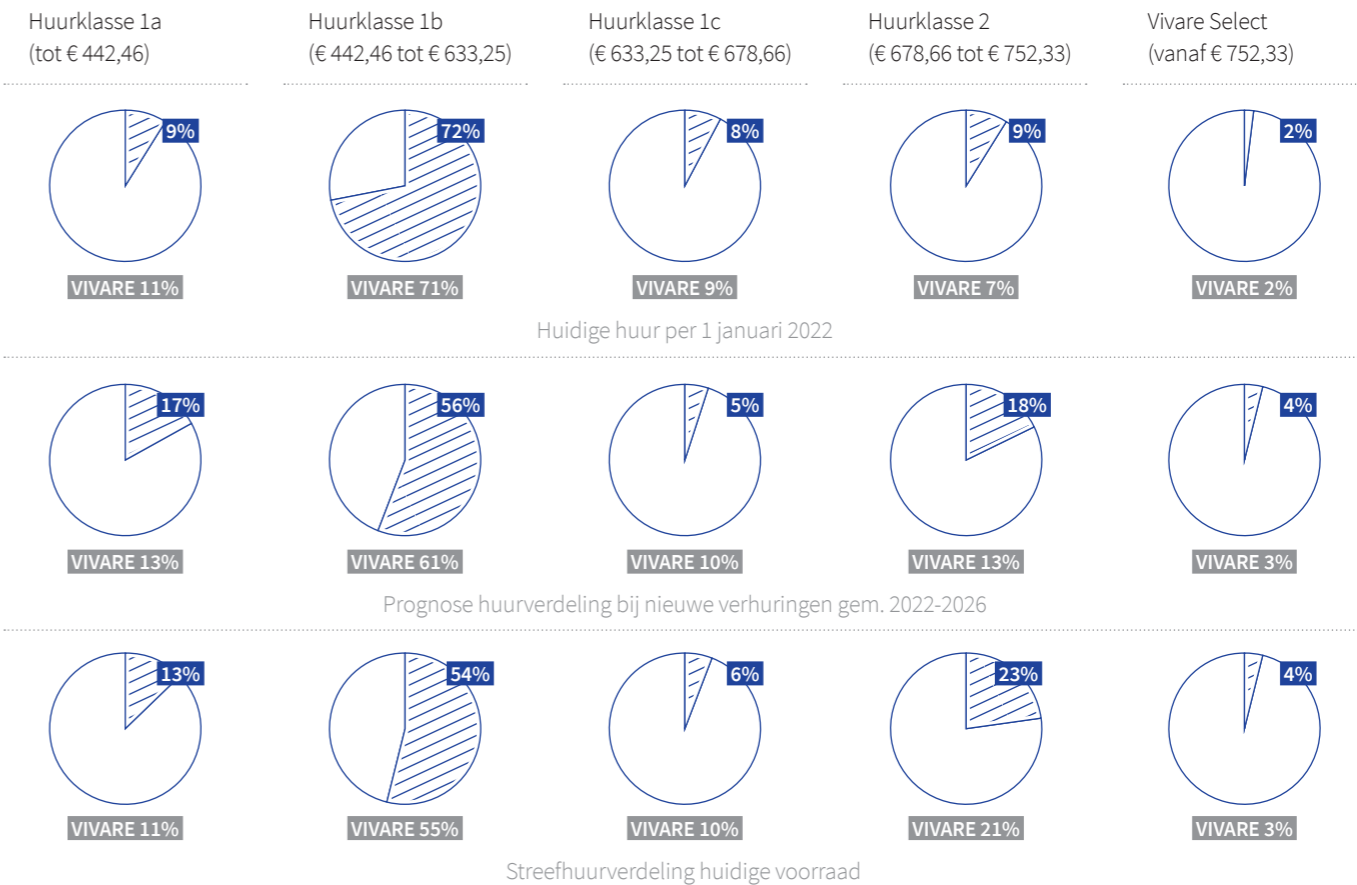 Huurklasse 1a
(tot € 442,46)
Huurklasse 1b
(€ 442,46 tot € 633,25)
Huurklasse 1c
(€ 633,25 tot € 678,66)
Huurklasse 2
(€ 678,66 tot € 752,33)
Vivare Select
(vanaf € 752,33)
9%
72%
8%
9%
2%
VIVARE 11%
VIVARE 71%
VIVARE 9%
VIVARE 7%
VIVARE 2%
Huidige huur per 1 januari 2022
17%
56%
5%
18%
4%
VIVARE 13%
VIVARE 61%
VIVARE 10%
VIVARE 13%
VIVARE 3%
Prognose huurverdeling bij nieuwe verhuringen gem. 2022-2026
13%
54%
6%
23%
4%
VIVARE 11%
VIVARE 55%
VIVARE 10%
VIVARE 21%
VIVARE 3%
Streefhuurverdeling huidige voorraad